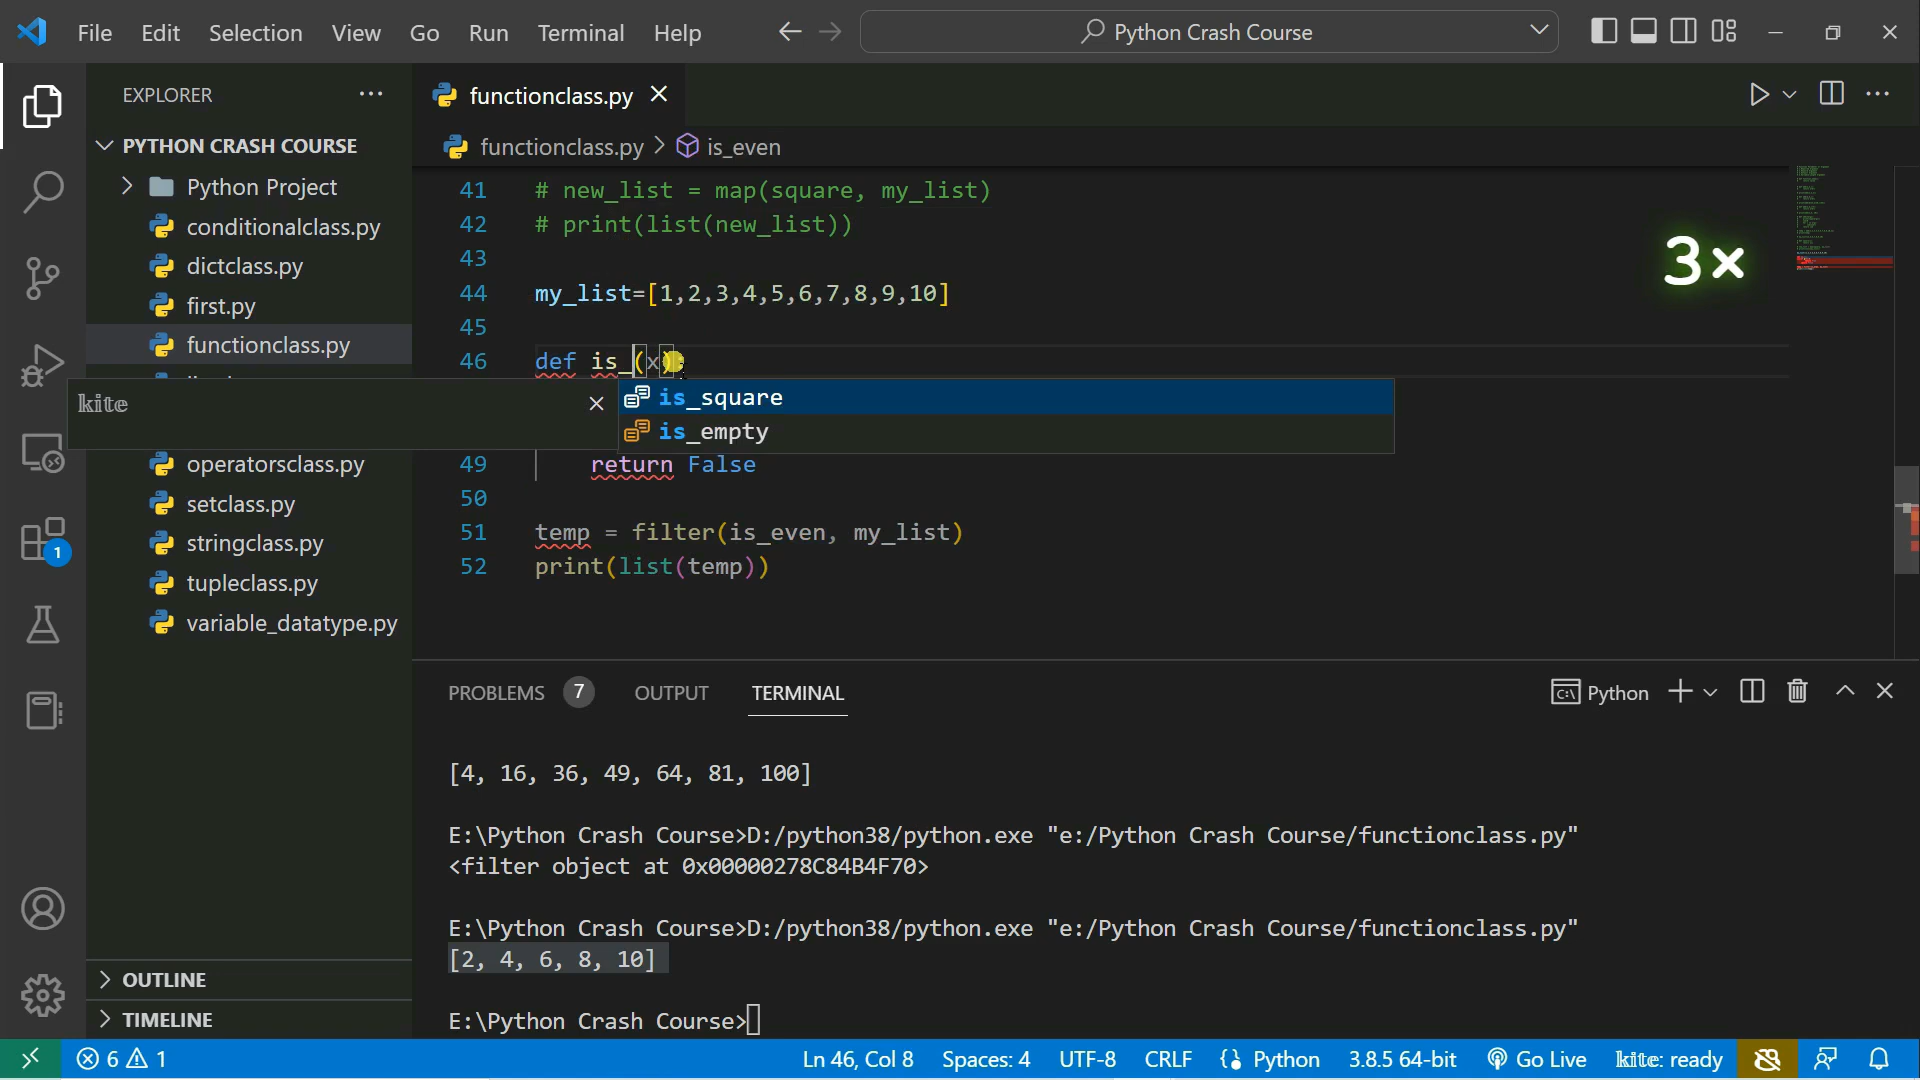 File Edit Selection View Go Run Terminal Help Python Crash Course
EXPLORER
functionclass.py
PYTHON CRASH COURSE
functionclass.py > is_even
Python Project
conditionalclass.py
dictclass.py
first.py
functionclass.py
operatorsclass.py
setclass.py
stringclass.py
tupleclass.py
variable_datatype.py
OUTLINE
TIMELINE
41 # new_list = map(square, my_list)
42 # print(list(new_list))
43
44 my_list=[1,2,3,4,5,6,7,8,9,10]
45
46 def is_(x):
kite
is_square
is_empty
49 return False
50
51 temp = filter(is_even, my_list)
52 print(list(temp))
3×
PROBLEMS 7 OUTPUT TERMINAL Python
[4, 16, 36, 49, 64, 81, 100]
E:\Python Crash Course>D:/python38/python.exe "e:/Python Crash Course/functionclass.py"
<filter object at 0x00000278C84B4F70>
E:\Python Crash Course>D:/python38/python.exe "e:/Python Crash Course/functionclass.py"
[2, 4, 6, 8, 10]
E:\Python Crash Course>
1
6 1 Ln 46, Col 8 Spaces: 4 UTF-8 CRLF Python 3.8.5 64-bit Go Live kite: ready